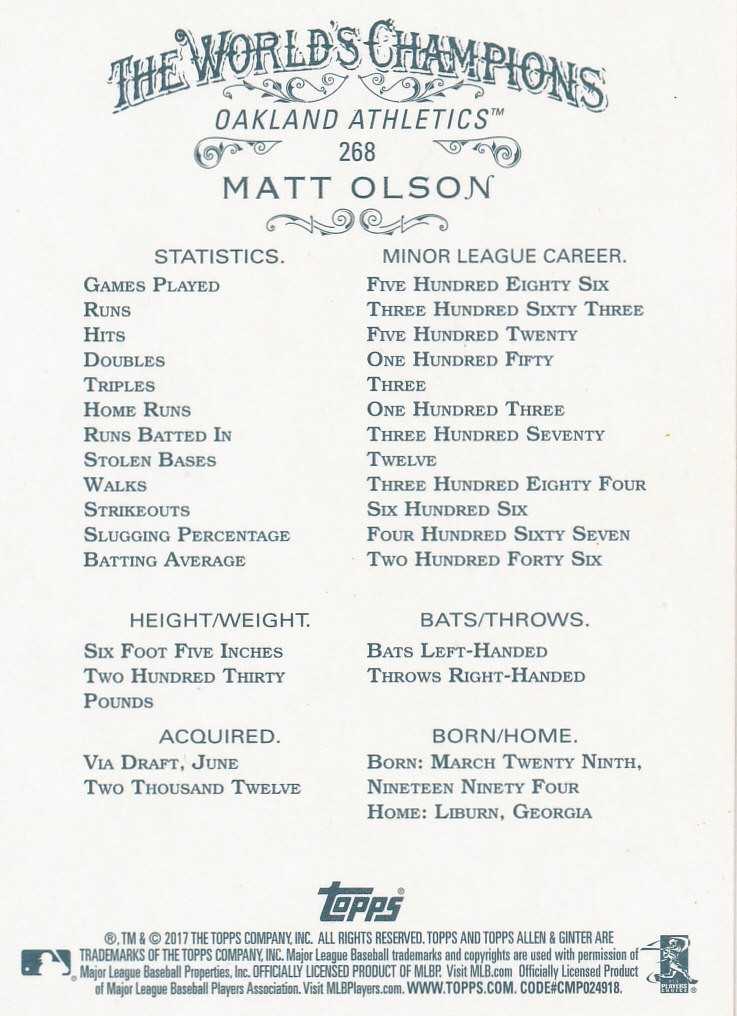 THE WORLD'S CHAMPIONS
OAKLAND ATHLETICS™
268
MATT OLSON
STATISTICS.
GAMES PLAYED
RUNS
HITS
DOUBLES
TRIPLES
HOME RUNS
RUNS BATTED IN
STOLEN BASES
WALKS
STRIKEOUTS
SLUGGING PERCENTAGE
BATTING AVERAGE
MINOR LEAGUE CAREER.
FIVE HUNDRED EIGHTY SIX
THREE HUNDRED SIXTY THREE
FIVE HUNDRED TWENTY
ONE HUNDRED FIFTY
THREE
ONE HUNDRED THREE
THREE HUNDRED SEVENTY
TWELVE
THREE HUNDRED EIGHTY FOUR
SIX HUNDRED SIX
FOUR HUNDRED SIXTY SEVEN
TWO HUNDRED FORTY SIX
HEIGHT/WEIGHT.
SIX FOOT FIVE INCHES
TWO HUNDRED THIRTY
POUNDS
BATS/THROWS.
BATS LEFT-HANDED
THROWS RIGHT-HANDED
ACQUIRED.
VIA DRAFT, JUNE
TWO THOUSAND TWELVE
BORN/HOME.
BORN: MARCH TWENTY NINTH,
NINETEEN NINETY FOUR
HOME: LIBURN, GEORGIA
topps®
®, TM & © 2017 THE TOPPS COMPANY, INC. ALL RIGHTS RESERVED. TOPPS AND TOPPS ALLEN & GINTER ARE
TRADEMARKS OF THE TOPPS COMPANY, INC. Major League Baseball trademarks and copyrights are used with permission of
Major League Baseball Properties, Inc. OFFICIALLY LICENSED PRODUCT OF MLBP. Visit MLB.com Officially Licensed Product
of Major League Baseball Players Association. Visit MLBPlayers.com. WWW.TOPPS.COM. CODE#CMP024918.
PLAYERS
CHOICE